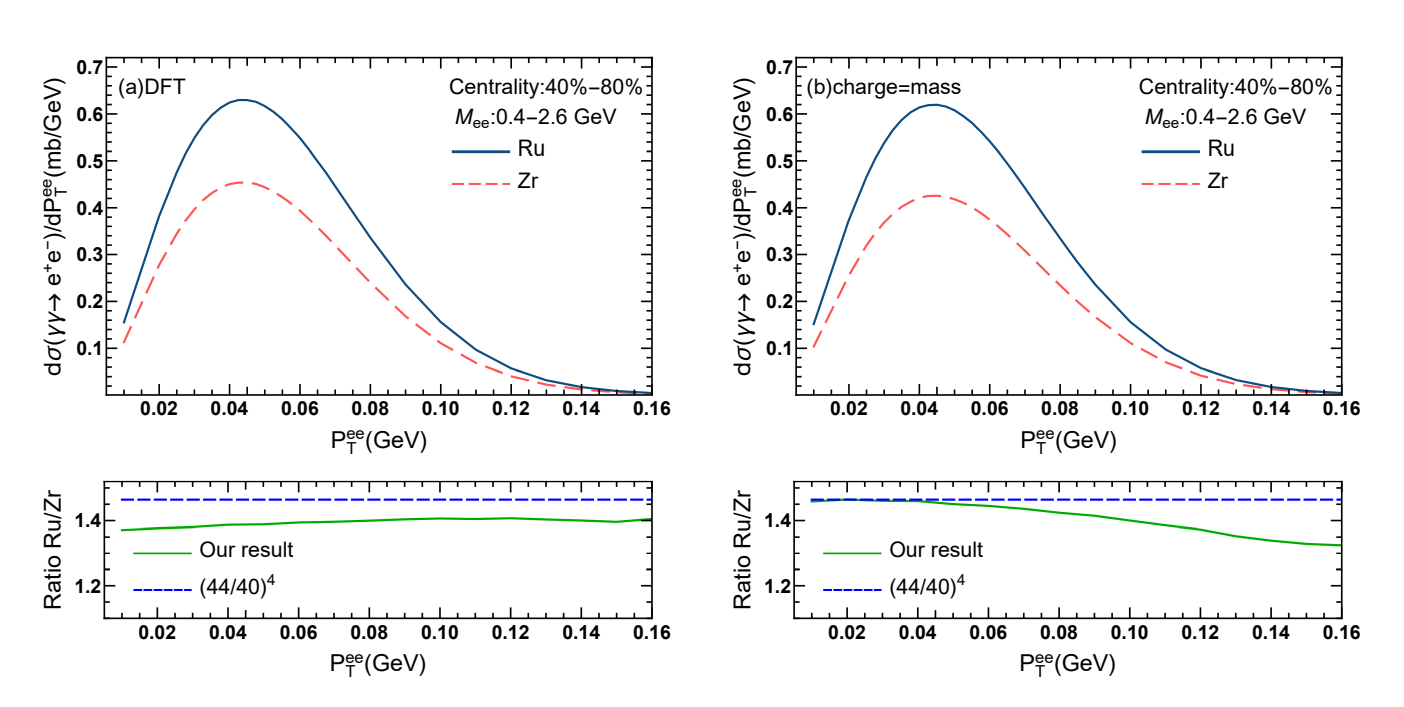 (a)DFT
Centrality:40%−80%
M_ee:0.4−2.6 GeV
Ru
Zr
dσ(γγ→ e⁺e⁻)/dP_T^ee(mb/GeV)
0.7
0.6
0.5
0.4
0.3
0.2
0.1
0.02 0.04 0.06 0.08 0.10 0.12 0.14 0.16
P_T^ee(GeV)
Ratio Ru/Zr
1.4
1.2
Our result
(44/40)⁴
0.02 0.04 0.06 0.08 0.10 0.12 0.14 0.16
P_T^ee(GeV)
(b)charge=mass
Centrality:40%−80%
M_ee:0.4−2.6 GeV
Ru
Zr
dσ(γγ→ e⁺e⁻)/dP_T^ee(mb/GeV)
0.7
0.6
0.5
0.4
0.3
0.2
0.1
0.02 0.04 0.06 0.08 0.10 0.12 0.14 0.16
P_T^ee(GeV)
Ratio Ru/Zr
1.4
1.2
Our result
(44/40)⁴
0.02 0.04 0.06 0.08 0.10 0.12 0.14 0.16
P_T^ee(GeV)